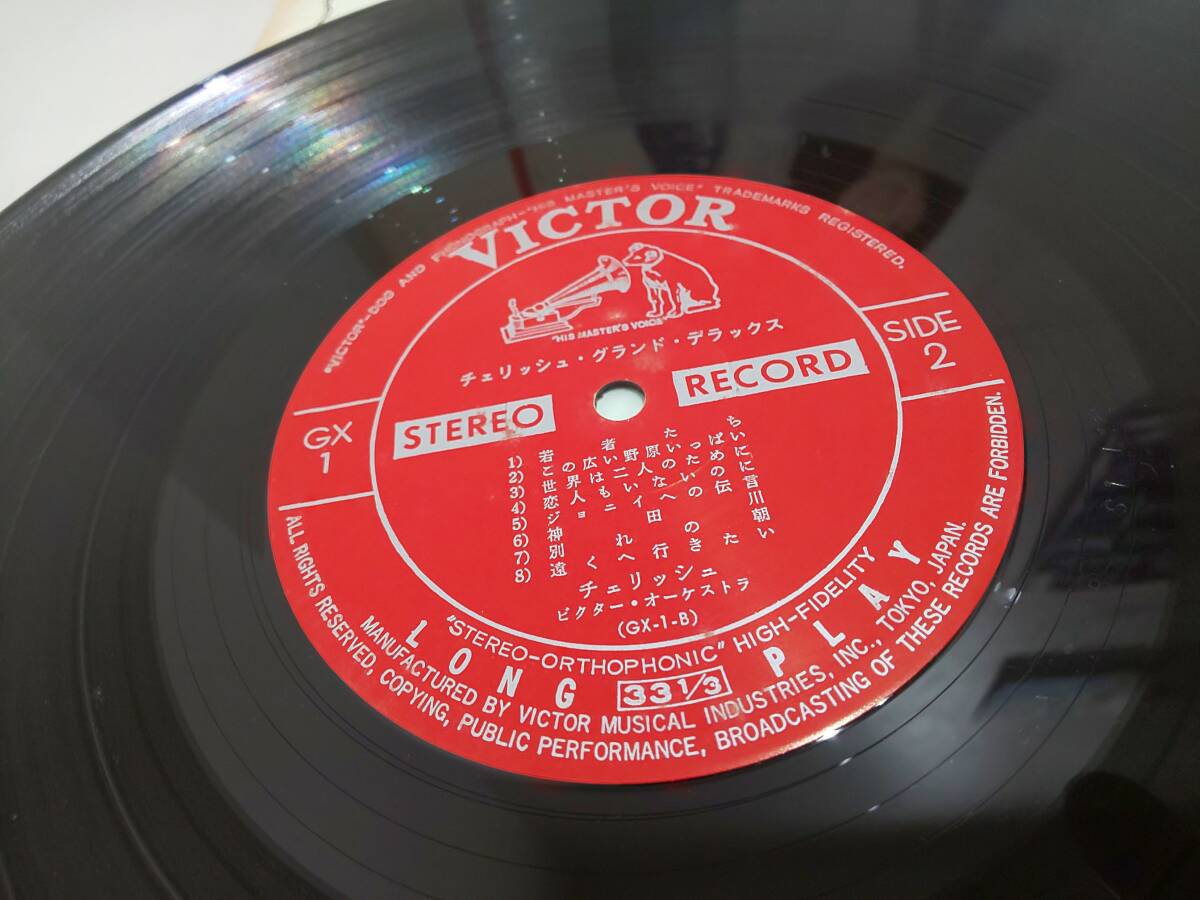 "VICTOR"-DOG AND PHONOGRAPH-"HIS MASTER'S VOICE" TRADEMARKS REGISTERED.
VICTOR
"HIS MASTER'S VOICE"
チェリッシュ・グランド・デラックス
STEREO RECORD
SIDE 2
GX 1
1) 若者たち
2) この広い野原いっぱい
3) 世界は二人のために
4) 恋人もいないのに
5) ジョニイへの伝言
6) 神田川
7) 別れの朝
8) 遠くへ行きたい
チェリッシュ
ビクター・オーケストラ
(GX-1-B)
"STEREO-ORTHOPHONIC" HIGH-FIDELITY
LONG 33 1/3 PLAY
MANUFACTURED BY VICTOR MUSICAL INDUSTRIES, INC., TOKYO, JAPAN.
ALL RIGHTS RESERVED, COPYING, PUBLIC PERFORMANCE, BROADCASTING OF THESE RECORDS ARE FORBIDDEN.